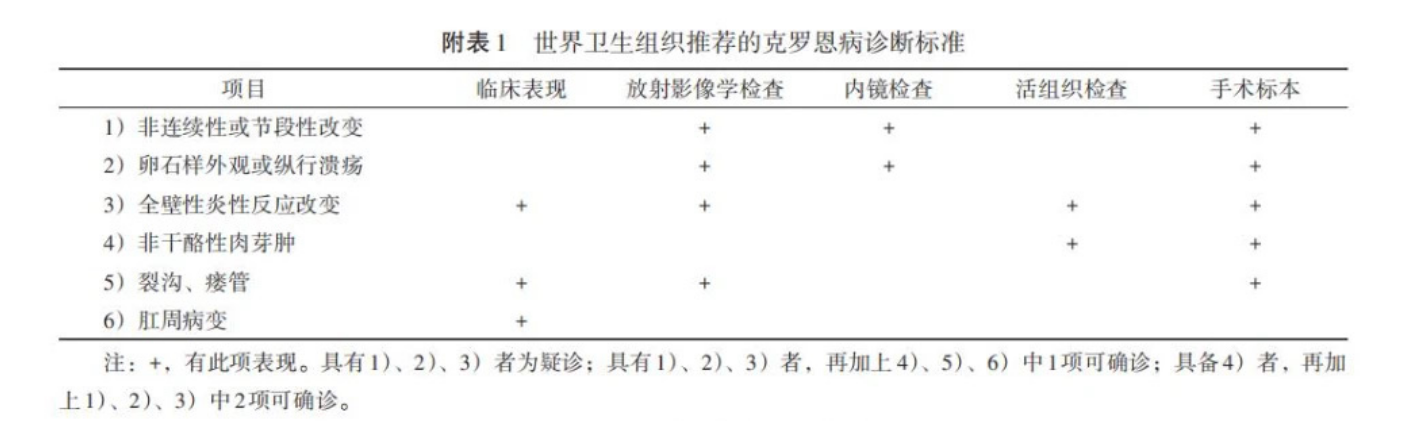 附表1 世界卫生组织推荐的克罗恩病诊断标准
项目 临床表现 放射影像学检查 内镜检查 活组织检查 手术标本
1）非连续性或节段性改变 + + +
2）卵石样外观或纵行溃疡 + + +
3）全壁性炎性反应改变 + + + +
4）非干酪性肉芽肿 + +
5）裂沟、瘘管 + + +
6）肛周病变 +
注：+，有此项表现。具有1）、2）、3）者为疑诊；具有1）、2）、3）者，再加上4）、5）、6）中1项可确诊；具备4）者，再加
上1）、2）、3）中2项可确诊。